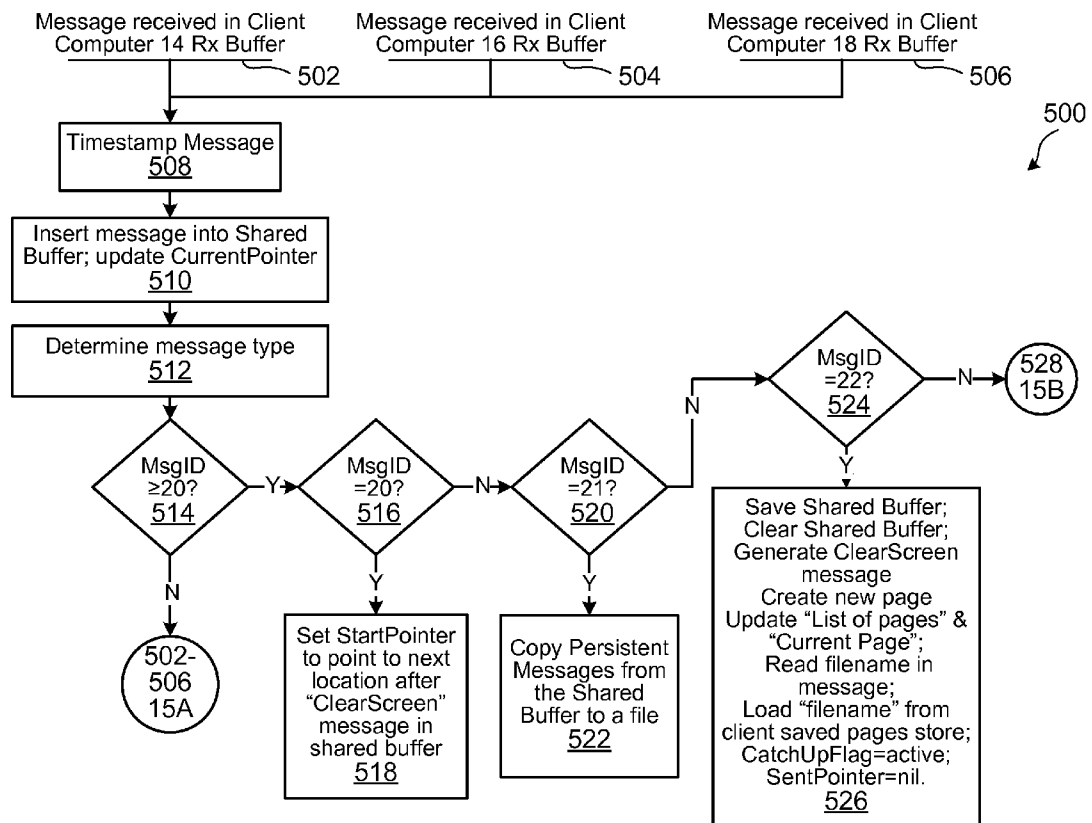 Message received in Client
Computer 14 Rx Buffer
502
Message received in Client
Computer 16 Rx Buffer
504
Message received in Client
Computer 18 Rx Buffer
506
500
Timestamp Message
508
Insert message into Shared
Buffer; update CurrentPointer
510
Determine message type
512
MsgID
≥20?
514
Y
N
502-
506
15A
MsgID
=20?
516
N
Y
Set StartPointer
to point to next
location after
“ClearScreen”
message in
shared buffer
518
MsgID
=21?
520
N
Y
Copy Persistent
Messages from
the Shared
Buffer to a file
522
MsgID
=22?
524
N
528
15B
Y
Save Shared Buffer;
Clear Shared Buffer;
Generate ClearScreen
message
Create new page
Update “List of pages” &
“Current Page”;
Read filename in
message;
Load “filename” from
client saved pages store;
CatchUpFlag=active;
SentPointer=nil.
526